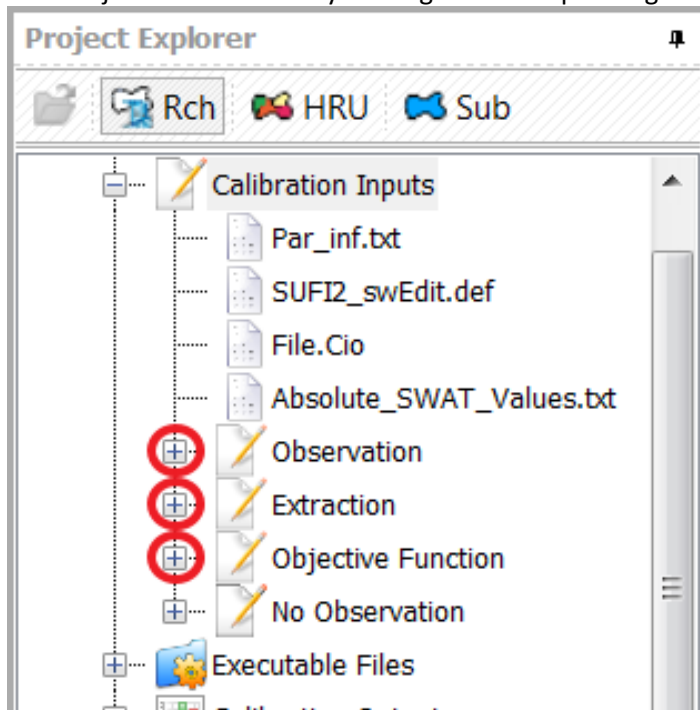 Project Explorer
Rch HRU Sub
Calibration Inputs
Par_inf.txt
SUFI2_swEdit.def
File.Cio
Absolute_SWAT_Values.txt
Observation
Extraction
Objective Function
No Observation
Executable Files